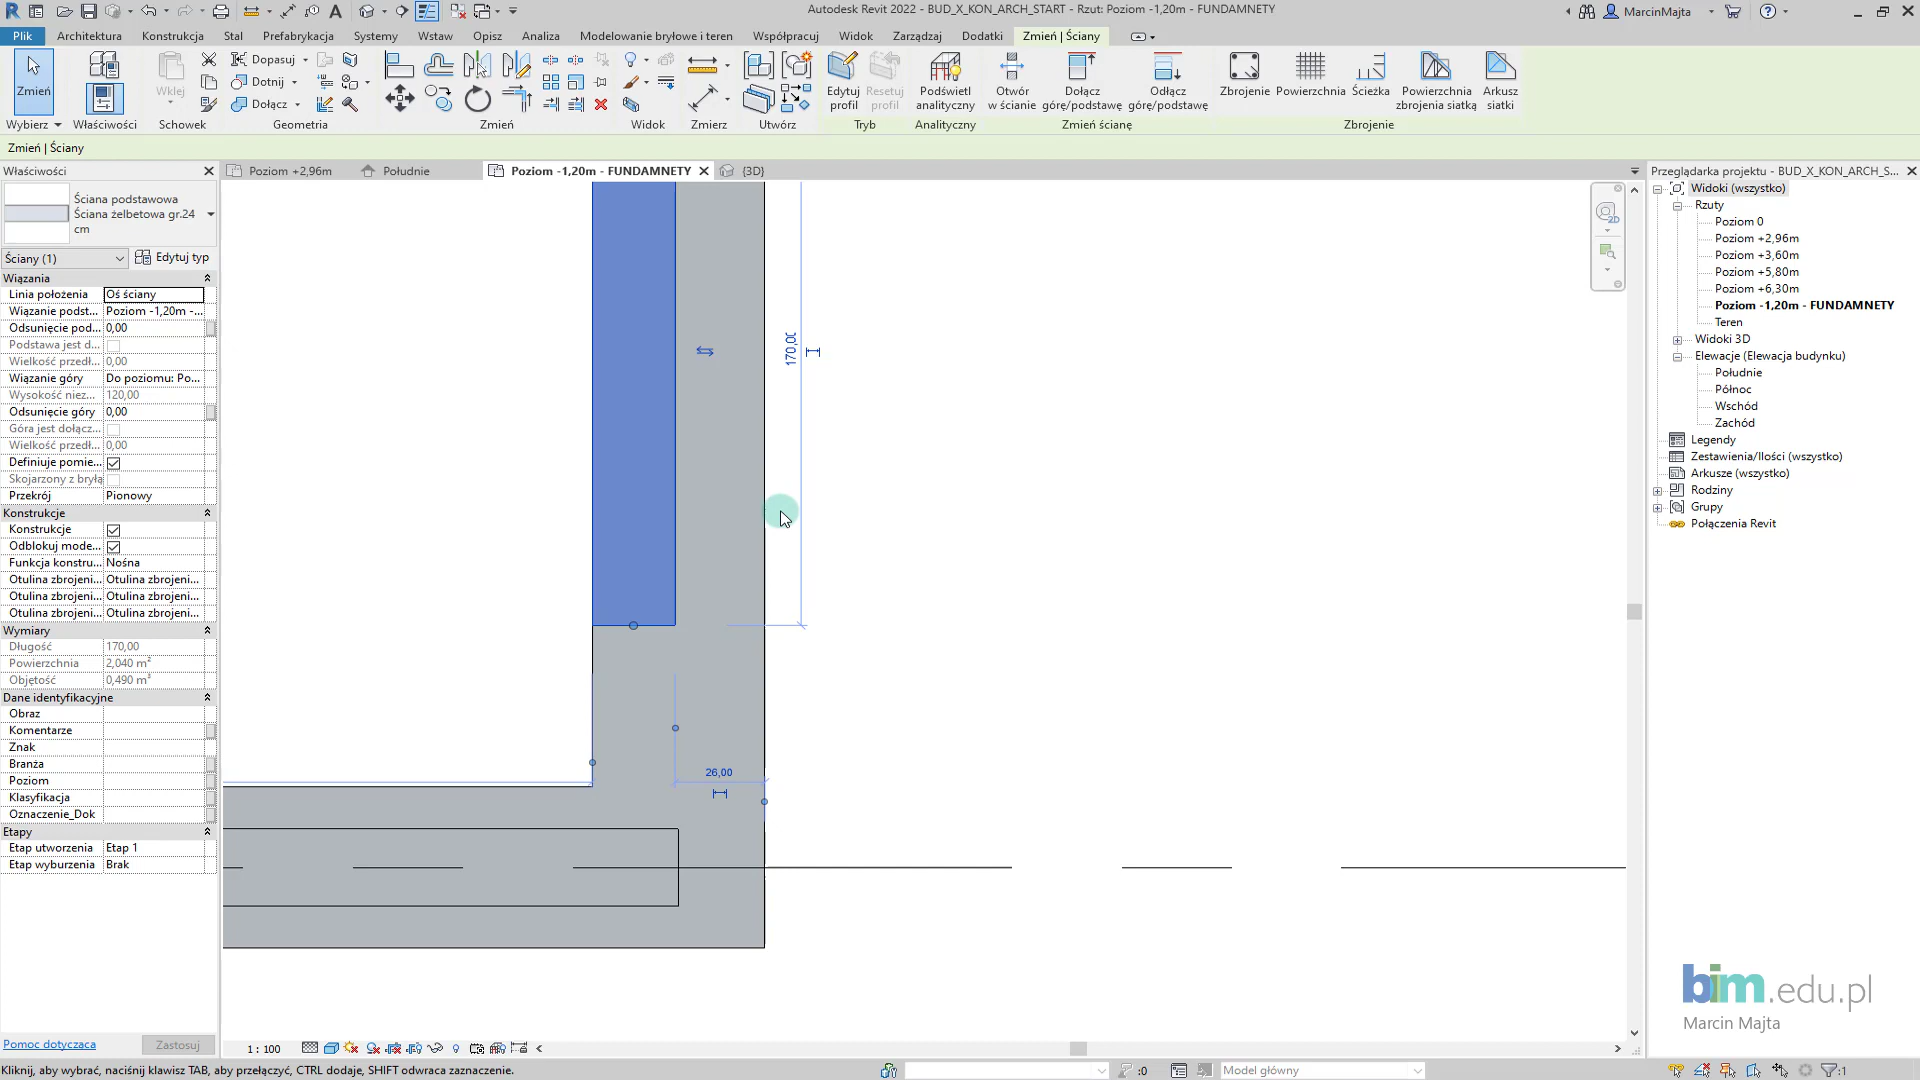 Autodesk Revit 2022 - BUD_X_KON_ARCH_START - Rzut: Poziom -1,20m - FUNDAMNETY
MarcinMajta
Plik
Architektura
Konstrukcja
Stal
Prefabrykacja
Systemy
Wstaw
Opisz
Analiza
Modelowanie bryłowe i teren
Współpracuj
Widok
Zarządzaj
Dodatki
Zmień | Ściany
Zmień
Wklej
Dopasuj
Dotnij
Dołącz
Edytuj profil
Resetuj profil
Podświetl analityczny
Otwór w ścianie
Dołącz górę/podstawę
Odłącz górę/podstawę
Zbrojenie
Powierzchnia
Ścieżka
Powierzchnia zbrojenia siatką
Arkusz siatki
Wybierz
Właściwości
Schowek
Geometria
Zmień
Widok
Zmierz
Utwórz
Tryb
Analityczny
Zmień ścianę
Zbrojenie
Zmień | Ściany
Właściwości
Poziom +2,96m
Południe
Poziom -1,20m - FUNDAMNETY
{3D}
Przeglądarka projektu - BUD_X_KON_ARCH_S...
Ściana podstawowa
Ściana żelbetowa gr.24
cm
Ściany (1)
Edytuj typ
Wiązania
Linia położenia Oś ściany
Wiązanie podst... Poziom -1,20m -...
Odsunięcie pod... 0,00
Podstawa jest d...
Wielkość przedł... 0,00
Wiązanie góry Do poziomu: Po...
Wysokość niez... 120,00
Odsunięcie góry 0,00
Góra jest dołącz...
Wielkość przedł... 0,00
Definiuje pomie...
Skojarzony z bryłą
Przekrój Pionowy
Konstrukcje
Konstrukcje
Odblokuj mode...
Funkcja konstru... Nośna
Otulina zbrojeni... Otulina zbrojeni...
Otulina zbrojeni... Otulina zbrojeni...
Otulina zbrojeni... Otulina zbrojeni...
Wymiary
Długość 170,00
Powierzchnia 2,040 m²
Objętość 0,490 m³
Dane identyfikacyjne
Obraz
Komentarze
Znak
Branża
Poziom
Klasyfikacja
Oznaczenie_Dok
Etapy
Etap utworzenia Etap 1
Etap wyburzenia Brak
Pomoc dotycząca
Zastosuj
170,00
26,00
2D
Widoki (wszystko)
Rzuty
Poziom 0
Poziom +2,96m
Poziom +3,60m
Poziom +5,80m
Poziom +6,30m
Poziom -1,20m - FUNDAMNETY
Teren
Widoki 3D
Elewacje (Elewacja budynku)
Południe
Północ
Wschód
Zachód
Legendy
Zestawienia/Ilości (wszystko)
Arkusze (wszystko)
Rodziny
Grupy
Połączenia Revit
bim.edu.pl
Marcin Majta
1 : 100
Kliknij, aby wybrać, naciśnij klawisz TAB, aby przełączyć, CTRL dodaje, SHIFT odwraca zaznaczenie.
:0
Model główny
:1